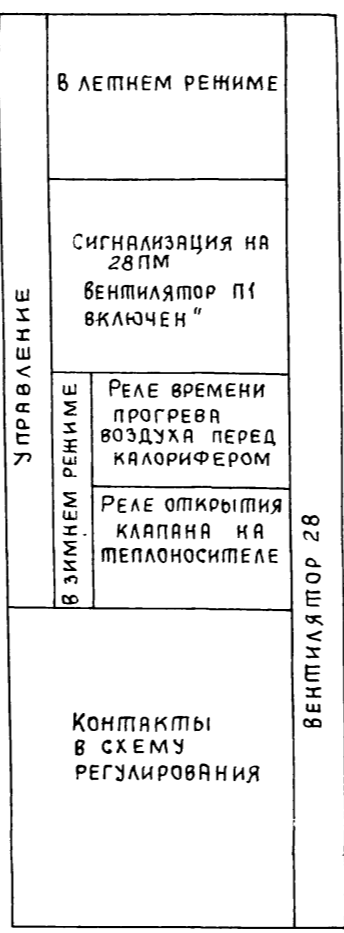 В ЛЕТНЕМ РЕЖИМЕ
СИГНАЛИЗАЦИЯ НА
28ПМ
ВЕНТИЛЯТОР П1
ВКЛЮЧЕН"
УПРАВЛЕНИЕ
В ЗИМНЕМ РЕЖИМЕ
РЕЛЕ ВРЕМЕНИ
ПРОГРЕВА
ВОЗДУХА ПЕРЕД
КАЛОРИФЕРОМ
РЕЛЕ ОТКРЫТИЯ
КЛАПАНА НА
ТЕПЛОНОСИТЕЛЕ
ВЕНТИЛЯТОР 28
КОНТАКТЫ
В СХЕМУ
РЕГУЛИРОВАНИЯ